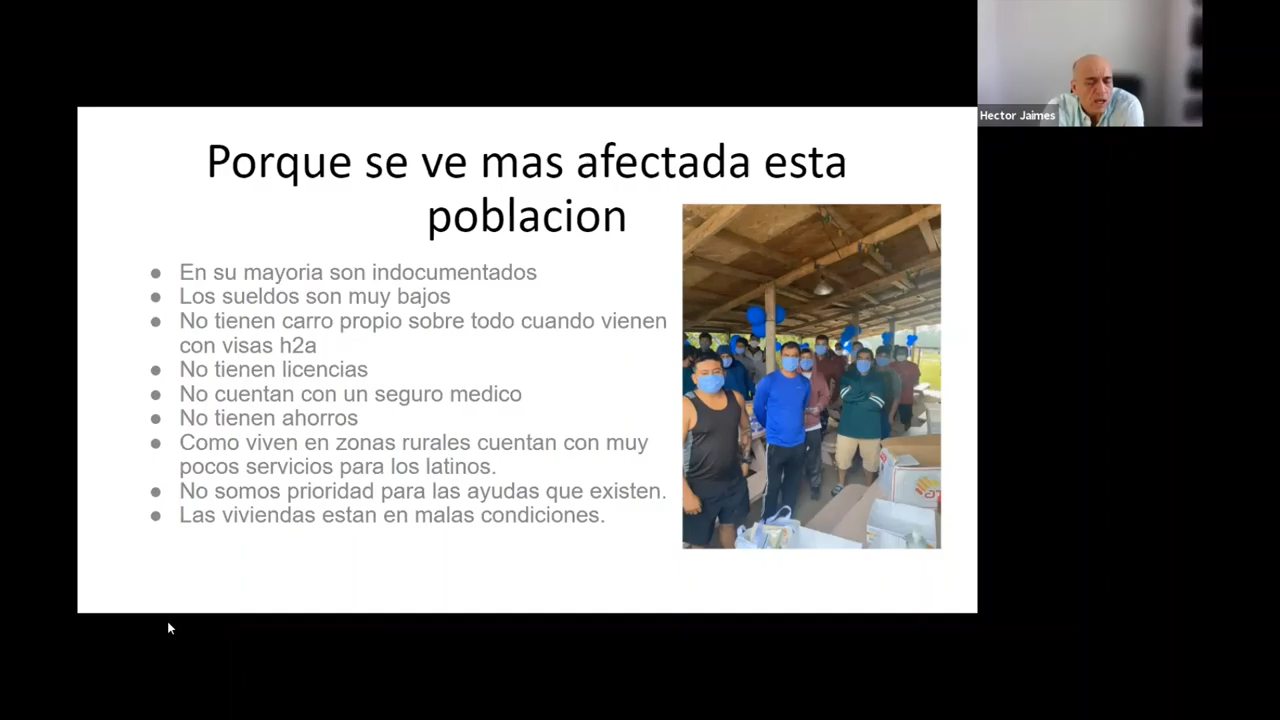 Hector Jaimes
Porque se ve mas afectada esta
poblacion
● En su mayoria son indocumentados
● Los sueldos son muy bajos
● No tienen carro propio sobre todo cuando vienen
con visas h2a
● No tienen licencias
● No cuentan con un seguro medico
● No tienen ahorros
● Como viven en zonas rurales cuentan con muy
pocos servicios para los latinos.
● No somos prioridad para las ayudas que existen.
● Las viviendas estan en malas condiciones.